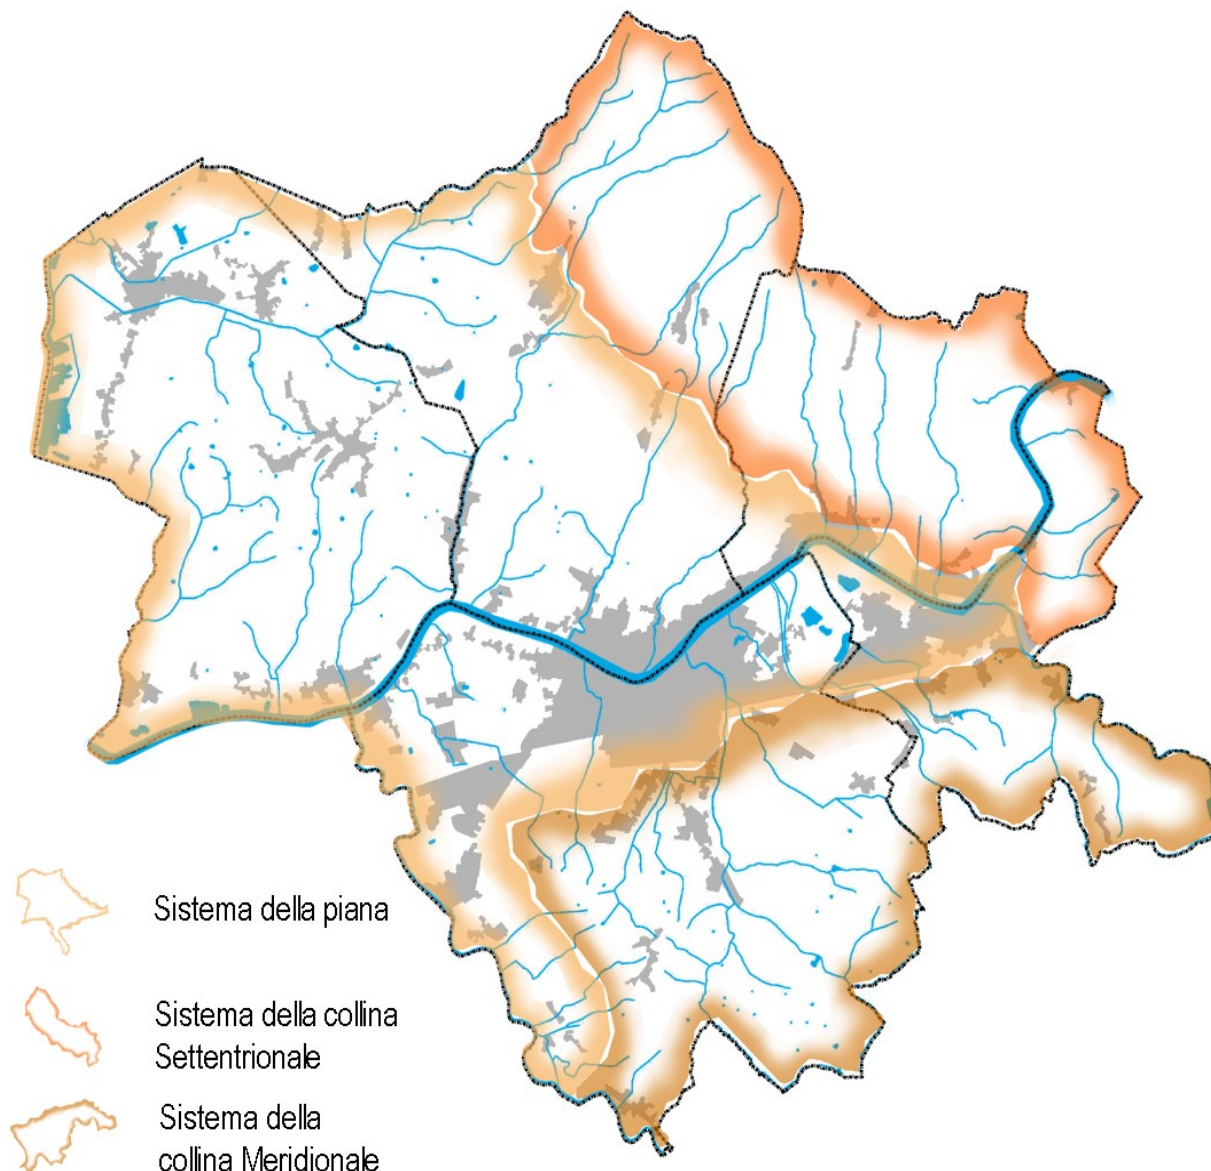 Sistema della piana
Sistema della collina
Settentrionale
Sistema della
collina Meridionale